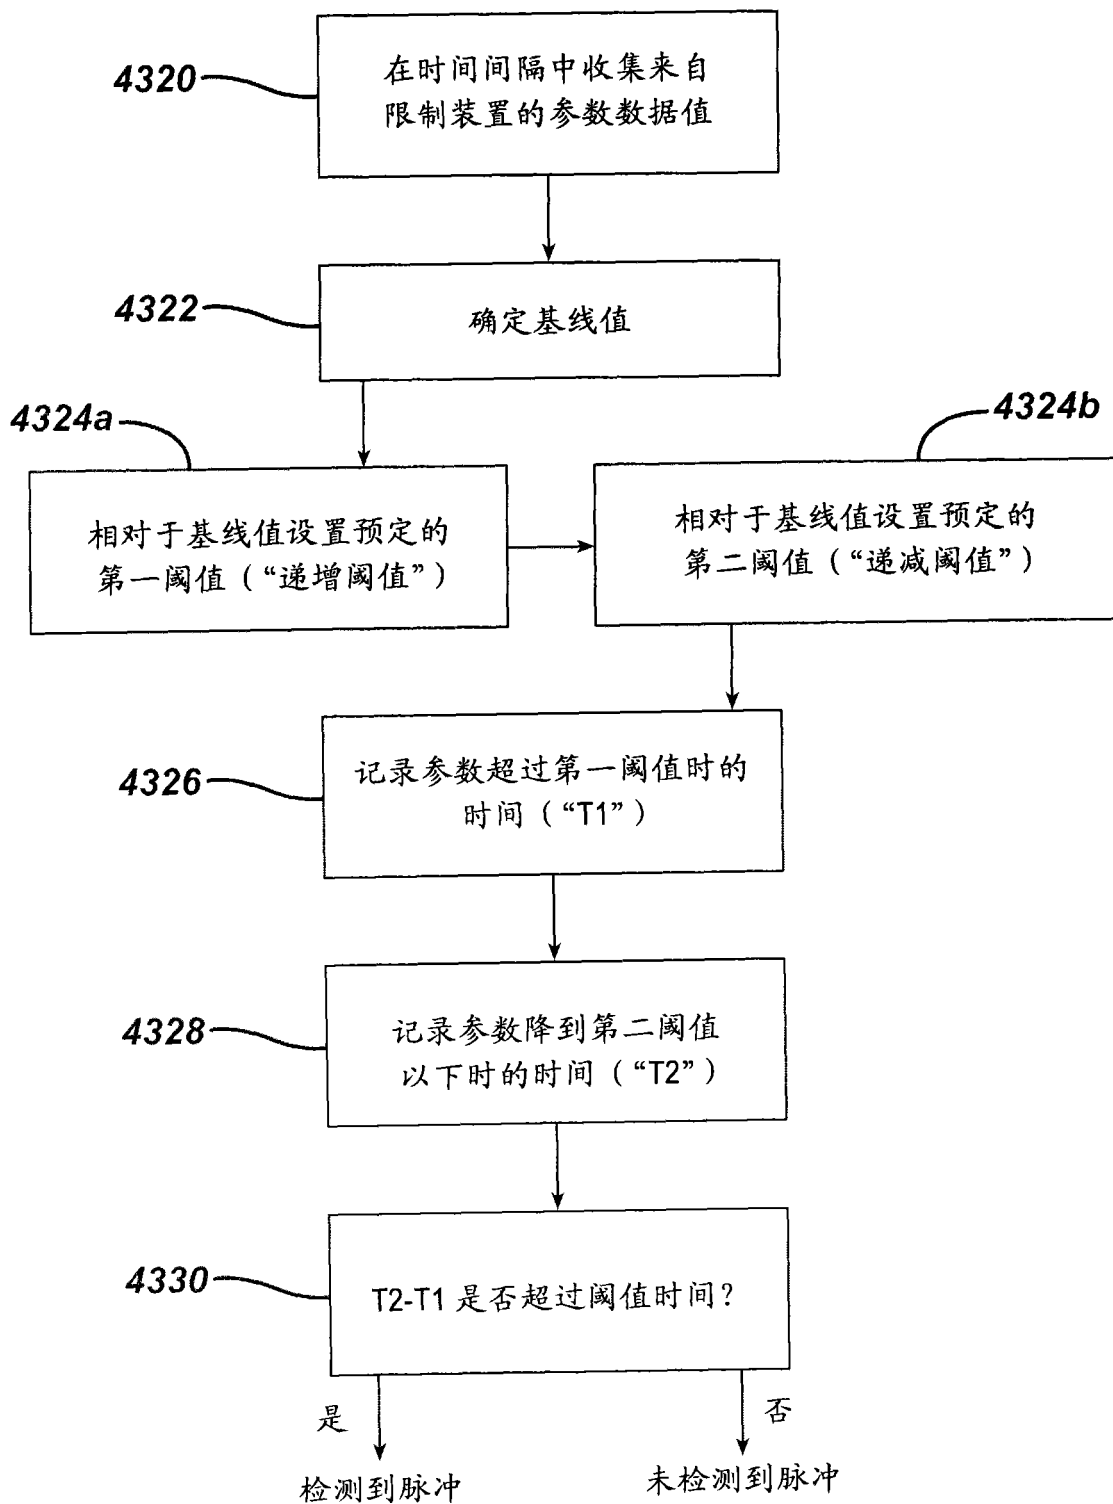 4320
在时间间隔中收集来自
限制装置的参数数据值
4322
确定基线值
4324a
相对于基线值设置预定的
第一阈值(“递增阈值”)
4324b
相对于基线值设置预定的
第二阈值(“递减阈值”)
4326
记录参数超过第一阈值时的
时间(“T1”)
4328
记录参数降到第二阈值
以下时的时间(“T2”)
4330
T2-T1 是否超过阈值时间?
是
否
检测到脉冲
未检测到脉冲